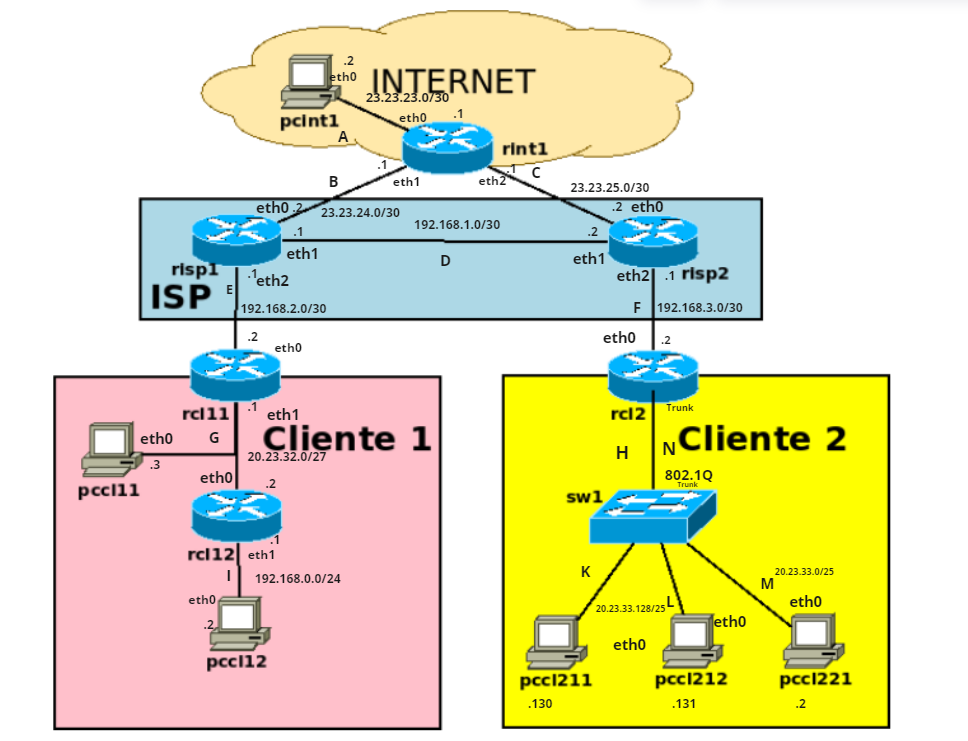 .2
eth0
INTERNET
23.23.23.0/30
pcint1
eth0
.1
A
rint1
.1
eth1
eth2
.1
C
B
23.23.25.0/30
eth0
.2
23.23.24.0/30
.2
eth0
192.168.1.0/30
.1
.2
eth1
D
eth1
risp1
.1
eth2
eth2
.1
risp2
E
ISP
192.168.2.0/30
F
192.168.3.0/30
.2
eth0
eth0
.2
rcl11
.1
eth1
rcl2
Trunk
eth0
G
Cliente 1
H
N
Cliente 2
.3
20.23.32.0/27
pccl11
eth0
.2
802.1Q
Trunk
sw1
rcl12
.1
eth1
I
192.168.0.0/24
K
M
20.23.33.0/25
eth0
.2
20.23.33.128/25
L
eth0
eth0
eth0
pccl12
pccl211
pccl212
pccl221
.130
.131
.2